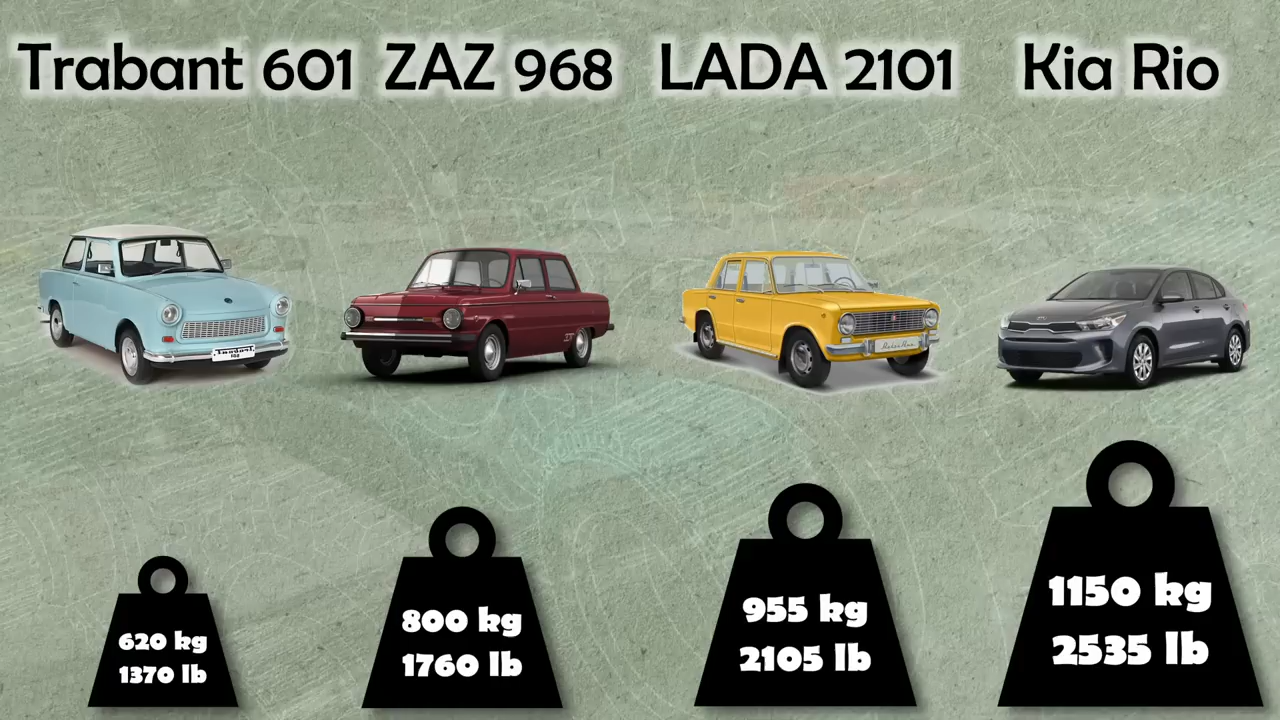 Trabant 601 ZAZ 968 LADA 2101 Kia Rio
620 kg
1370 lb
800 kg
1760 lb
955 kg
2105 lb
1150 kg
2535 lb